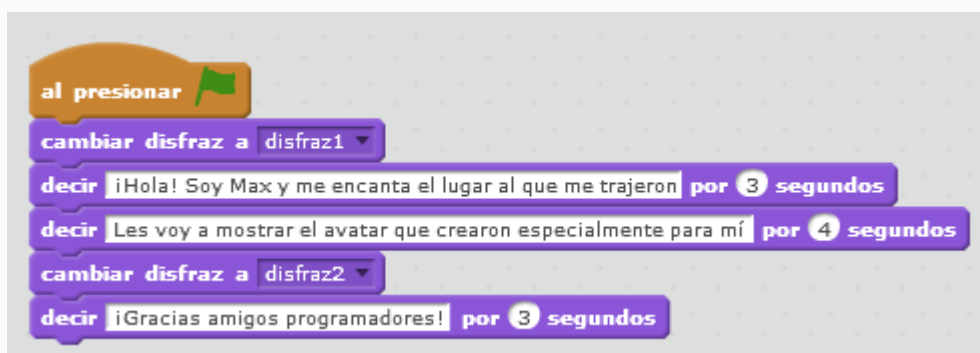 al presionar
cambiar disfraz a disfraz1
decir ¡Hola! Soy Max y me encanta el lugar al que me trajeron por 3 segundos
decir Les voy a mostrar el avatar que crearon especialmente para mí por 4 segundos
cambiar disfraz a disfraz2
decir ¡Gracias amigos programadores! por 3 segundos